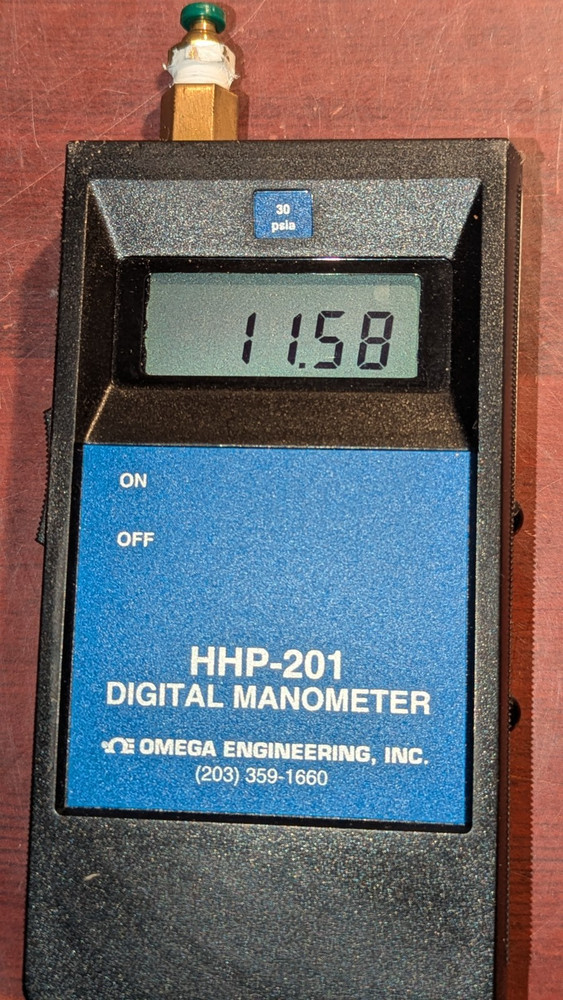 30
psia
11.58
ON
OFF
HHP-201
DIGITAL MANOMETER
OMEGA ENGINEERING, INC.
(203) 359-1660